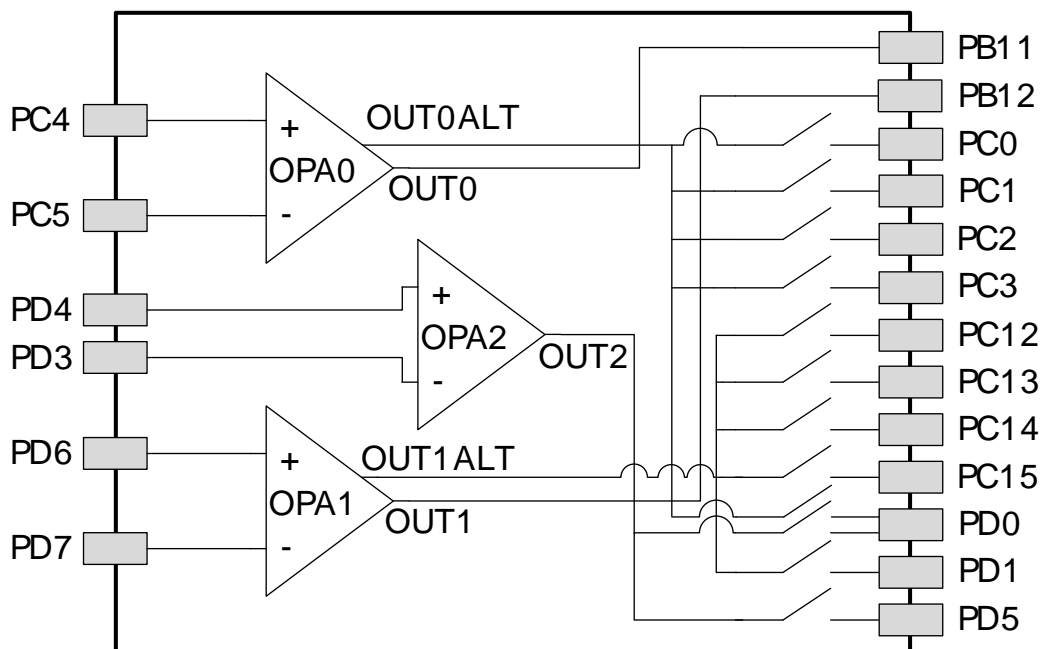 PB11
PB12
PC4
OUT0ALT
PC0
+
OPA0
OUT0
PC1
PC5
-
PC2
PC3
PD4
+
PC12
OPA2
OUT2
PD3
-
PC13
PC14
PD6
+
OUT1ALT
PC15
OPA1
OUT1
PD0
PD7
-
PD1
PD5